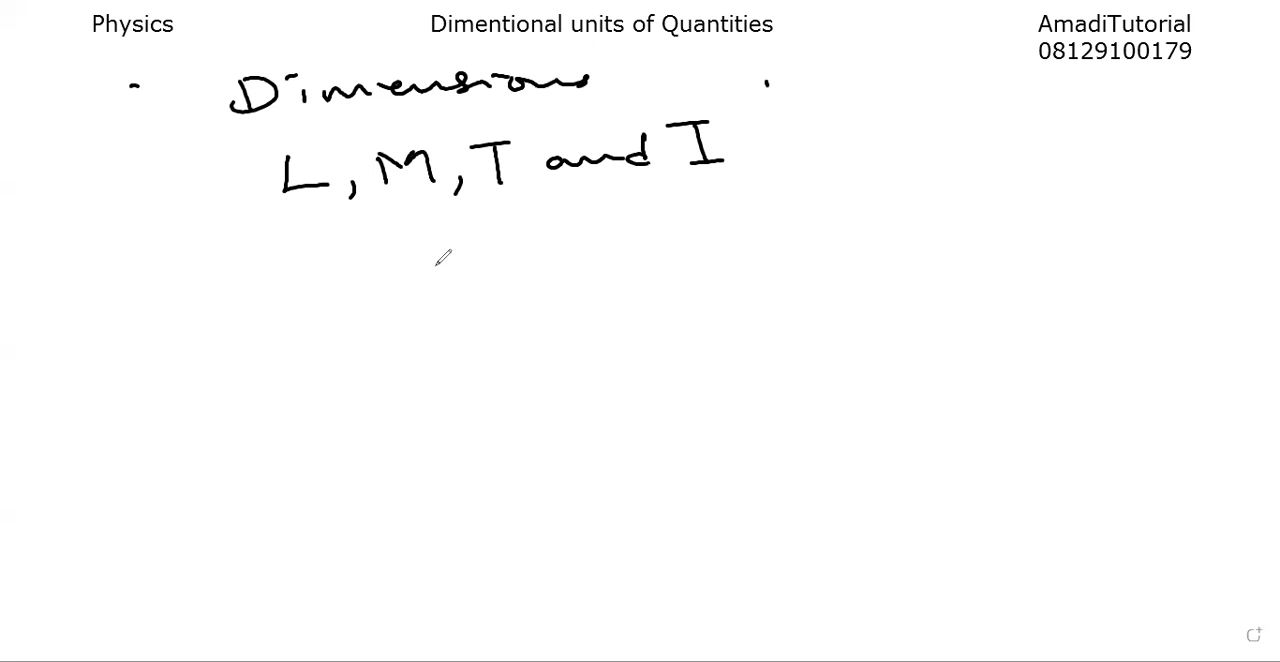 Physics Dimentional units of Quantities AmadiTutorial
08129100179
Dimensions
L, M, T and I